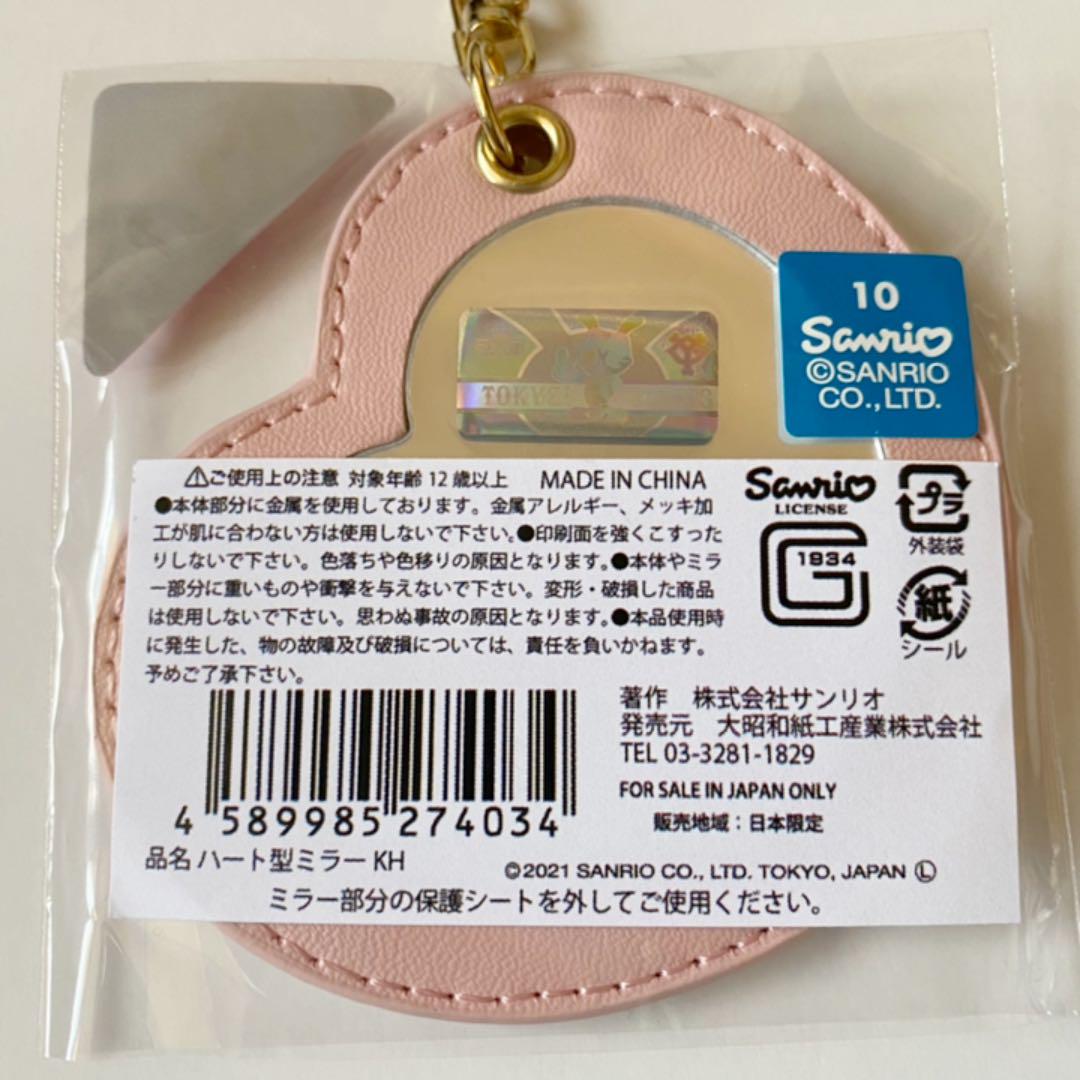 10
Sanrio
©SANRIO
CO.,LTD.
TOKY
⚠ご使用上の注意 対象年齢 12 歳以上 MADE IN CHINA
●本体部分に金属を使用しております。金属アレルギー、メッキ加
工が肌に合わない方は使用しないで下さい。●印刷面を強くこすった
りしないで下さい。色落ちや色移りの原因となります。●本体やミラ
ー部分に重いものや衝撃を与えないで下さい。変形・破損した商品
は使用しないで下さい。思わぬ事故の原因となります。●本品使用時
に発生した、物の故障及び破損については、責任を負いかねます。
予めご了承下さい。
Sanrio
LICENSE
1934
G
プラ
外装袋
紙
シール
著作 株式会社サンリオ
発売元 大昭和紙工産業株式会社
TEL 03-3281-1829
FOR SALE IN JAPAN ONLY
販売地域：日本限定
4 589985 274034
品名 ハート型ミラー KH
©2021 SANRIO CO., LTD. TOKYO, JAPAN Ⓛ
ミラー部分の保護シートを外してご使用ください。